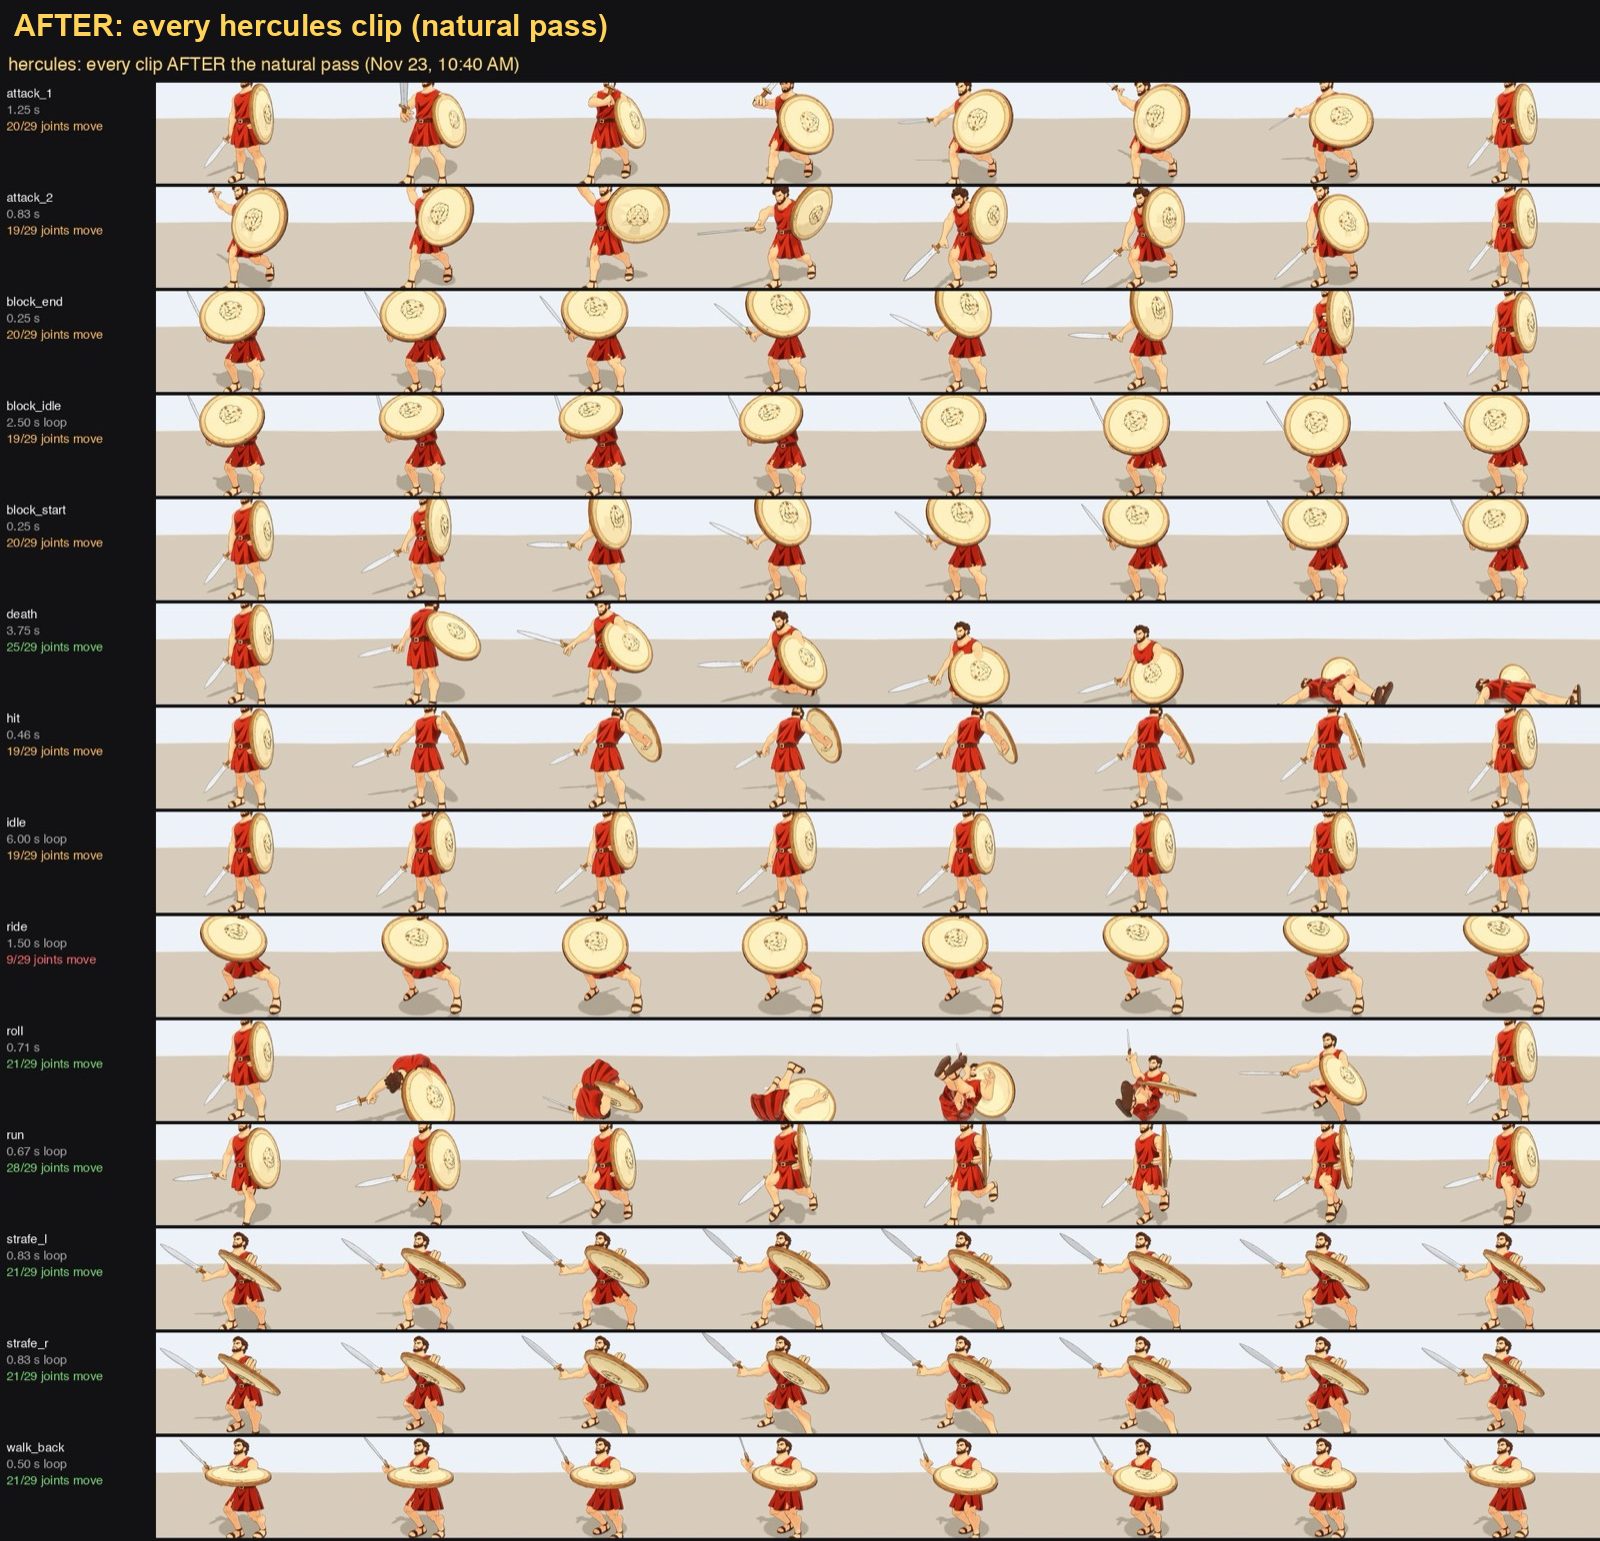 AFTER: every hercules clip (natural pass)
hercules: every clip AFTER the natural pass (Nov 23, 10:40 AM)
attack_1
1.25 s
20/29 joints move
attack_2
0.83 s
19/29 joints move
block_end
0.25 s
20/29 joints move
block_idle
2.50 s loop
19/29 joints move
block_start
0.25 s
20/29 joints move
death
3.75 s
25/29 joints move
hit
0.46 s
19/29 joints move
idle
6.00 s loop
19/29 joints move
ride
1.50 s loop
9/29 joints move
roll
0.71 s
21/29 joints move
run
0.67 s loop
28/29 joints move
strafe_l
0.83 s loop
21/29 joints move
strafe_r
0.83 s loop
21/29 joints move
walk_back
0.50 s loop
21/29 joints move